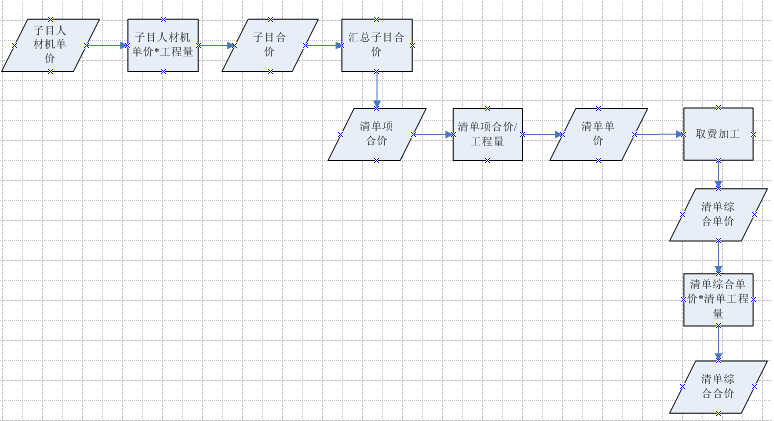 子目人
材机单
价
子目人材机
单价*工程量
子目合
价
汇总子目合
价
清单项
合价
清单项合价/
工程量
清单单
价
取费加工
清单综
合单价
清单综合单
价*清单工程
量
清单综
合合价